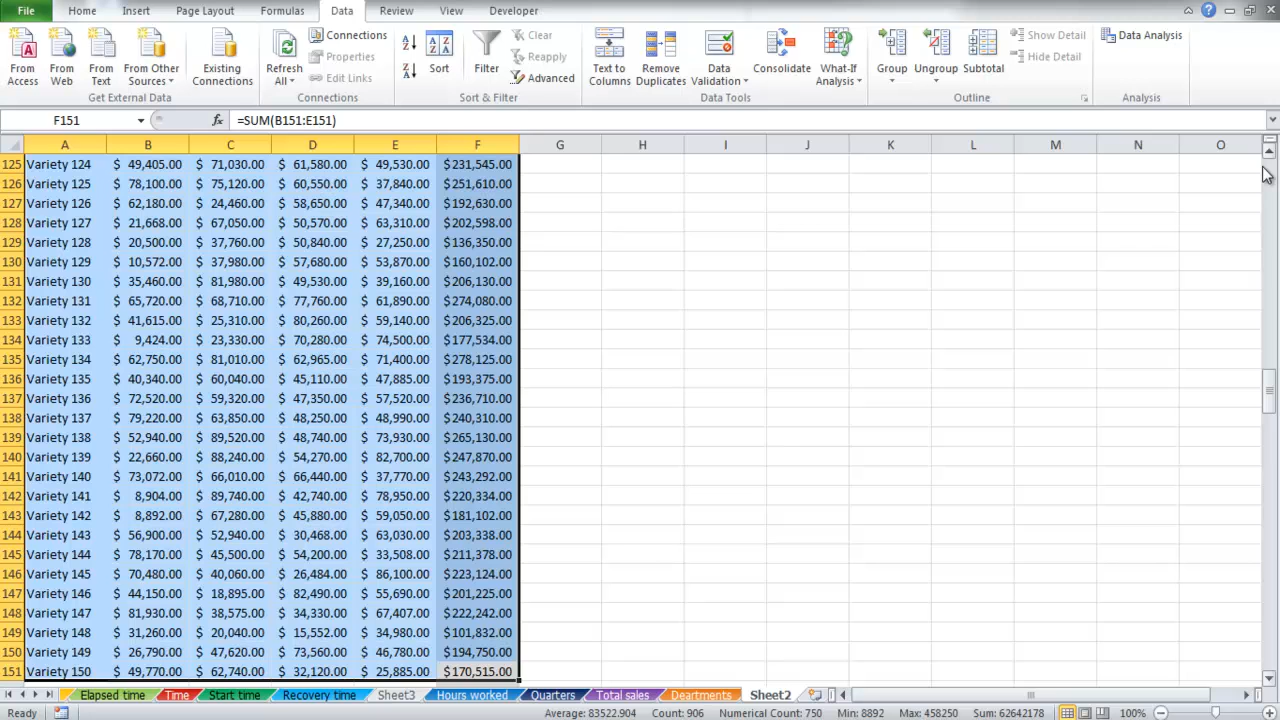 File Home Insert Page Layout Formulas Data Review View Developer
From Access
From Web
From Text
From Other Sources
Existing Connections
Get External Data
Refresh All
Connections
Properties
Edit Links
Connections
Sort
Filter
Clear
Reapply
Advanced
Sort & Filter
Text to Columns
Remove Duplicates
Data Validation
Consolidate
What-If Analysis
Data Tools
Group
Ungroup
Subtotal
Show Detail
Hide Detail
Outline
Data Analysis
Analysis
F151 fx =SUM(B151:E151)
A B C D E F G H I J K L M N O
125 Variety 124 $ 49,405.00 $ 71,030.00 $ 61,580.00 $ 49,530.00 $231,545.00
126 Variety 125 $ 78,100.00 $ 75,120.00 $ 60,550.00 $ 37,840.00 $251,610.00
127 Variety 126 $ 62,180.00 $ 24,460.00 $ 58,650.00 $ 47,340.00 $192,630.00
128 Variety 127 $ 21,668.00 $ 67,050.00 $ 50,570.00 $ 63,310.00 $202,598.00
129 Variety 128 $ 20,500.00 $ 37,760.00 $ 50,840.00 $ 27,250.00 $136,350.00
130 Variety 129 $ 10,572.00 $ 37,980.00 $ 57,680.00 $ 53,870.00 $160,102.00
131 Variety 130 $ 35,460.00 $ 81,980.00 $ 49,530.00 $ 39,160.00 $206,130.00
132 Variety 131 $ 65,720.00 $ 68,710.00 $ 77,760.00 $ 61,890.00 $274,080.00
133 Variety 132 $ 41,615.00 $ 25,310.00 $ 80,260.00 $ 59,140.00 $206,325.00
134 Variety 133 $ 9,424.00 $ 23,330.00 $ 70,280.00 $ 74,500.00 $177,534.00
135 Variety 134 $ 62,750.00 $ 81,010.00 $ 62,965.00 $ 71,400.00 $278,125.00
136 Variety 135 $ 40,340.00 $ 60,040.00 $ 45,110.00 $ 47,885.00 $193,375.00
137 Variety 136 $ 72,520.00 $ 59,320.00 $ 47,350.00 $ 57,520.00 $236,710.00
138 Variety 137 $ 79,220.00 $ 63,850.00 $ 48,250.00 $ 48,990.00 $240,310.00
139 Variety 138 $ 52,940.00 $ 89,520.00 $ 48,740.00 $ 73,930.00 $265,130.00
140 Variety 139 $ 22,660.00 $ 88,240.00 $ 54,270.00 $ 82,700.00 $247,870.00
141 Variety 140 $ 73,072.00 $ 66,010.00 $ 66,440.00 $ 37,770.00 $243,292.00
142 Variety 141 $ 8,904.00 $ 89,740.00 $ 42,740.00 $ 78,950.00 $220,334.00
143 Variety 142 $ 8,892.00 $ 67,280.00 $ 45,880.00 $ 59,050.00 $181,102.00
144 Variety 143 $ 56,900.00 $ 52,940.00 $ 30,468.00 $ 63,030.00 $203,338.00
145 Variety 144 $ 78,170.00 $ 45,500.00 $ 54,200.00 $ 33,508.00 $211,378.00
146 Variety 145 $ 70,480.00 $ 40,060.00 $ 26,484.00 $ 86,100.00 $223,124.00
147 Variety 146 $ 44,150.00 $ 18,895.00 $ 82,490.00 $ 55,690.00 $201,225.00
148 Variety 147 $ 81,930.00 $ 38,575.00 $ 34,330.00 $ 67,407.00 $222,242.00
149 Variety 148 $ 31,260.00 $ 20,040.00 $ 15,552.00 $ 34,980.00 $101,832.00
150 Variety 149 $ 26,790.00 $ 47,620.00 $ 73,560.00 $ 46,780.00 $194,750.00
151 Variety 150 $ 49,770.00 $ 62,740.00 $ 32,120.00 $ 25,885.00 $170,515.00
Elapsed time Time Start time Recovery time Sheet3 Hours worked Quarters Total sales Deartments Sheet2
Ready Average: 83522.904 Count: 906 Numerical Count: 750 Min: 8892 Max: 458250 Sum: 62642178 100%